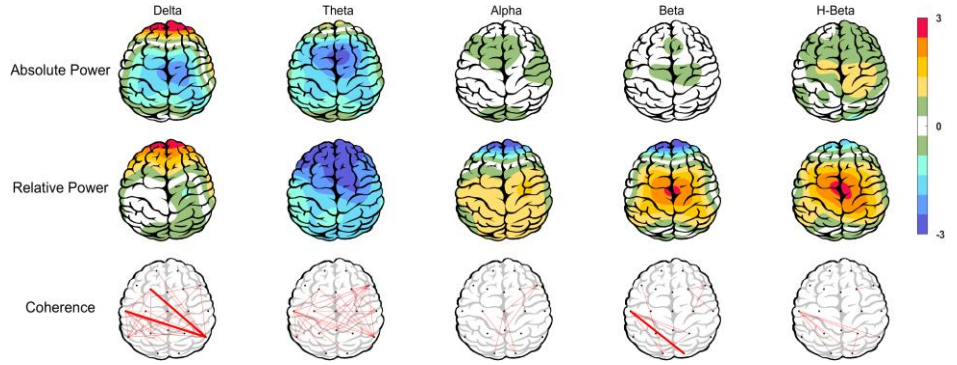 Delta Theta Alpha Beta H-Beta
3
Absolute Power
0
Relative Power
-3
Coherence